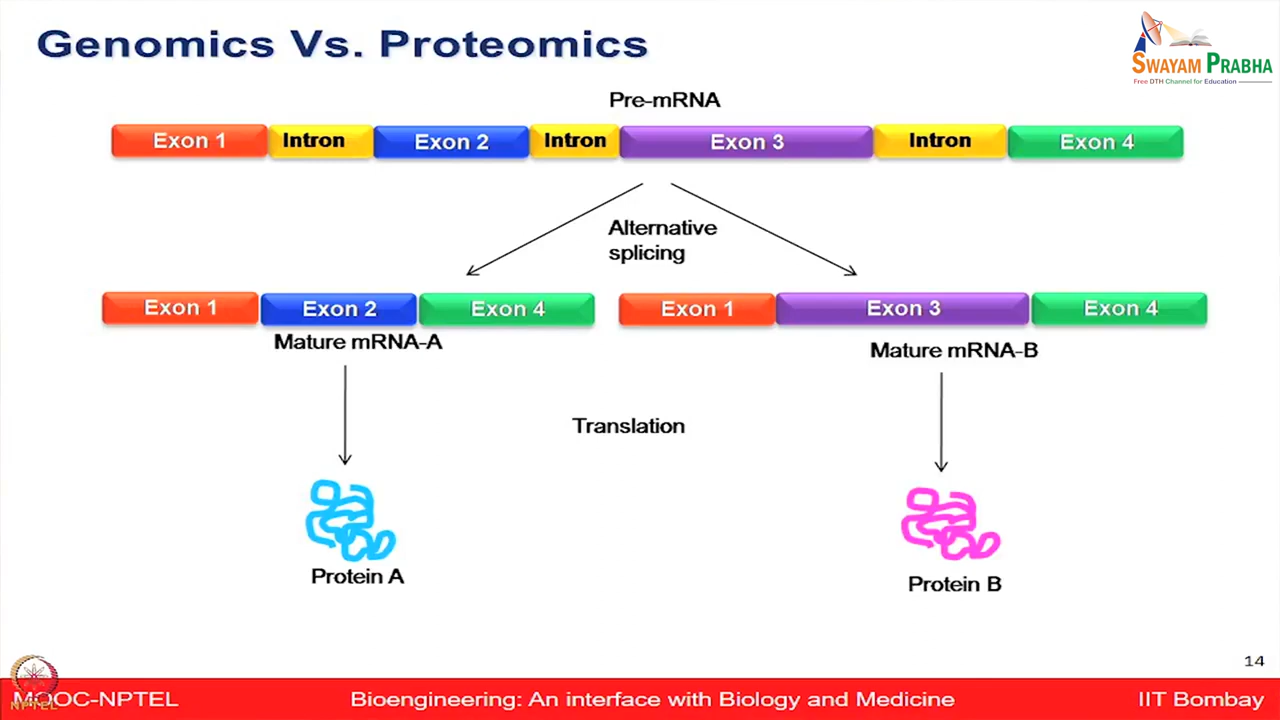 Genomics Vs. Proteomics
SWAYAM PRABHA
Free DTH Channel for Education
Pre-mRNA
Exon 1 Intron Exon 2 Intron Exon 3 Intron Exon 4
Alternative
splicing
Exon 1 Exon 2 Exon 4 Exon 1 Exon 3 Exon 4
Mature mRNA-A
Mature mRNA-B
Translation
Protein A
Protein B
14
MOOC-NPTEL Bioengineering: An interface with Biology and Medicine IIT Bombay
NPTEL